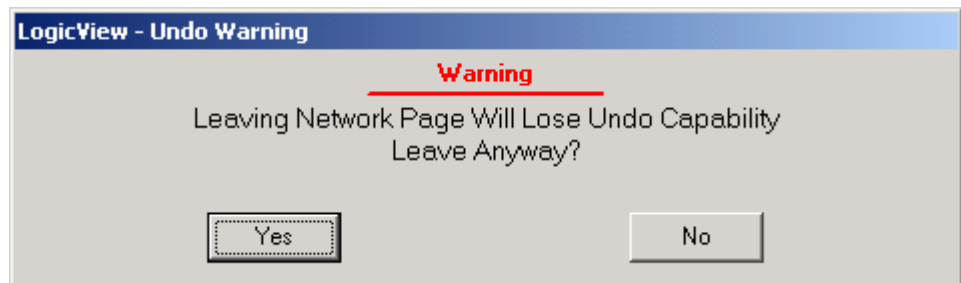 LogicView - Undo Warning
Warning
Leaving Network Page Will Lose Undo Capability
Leave Anyway?
Yes No